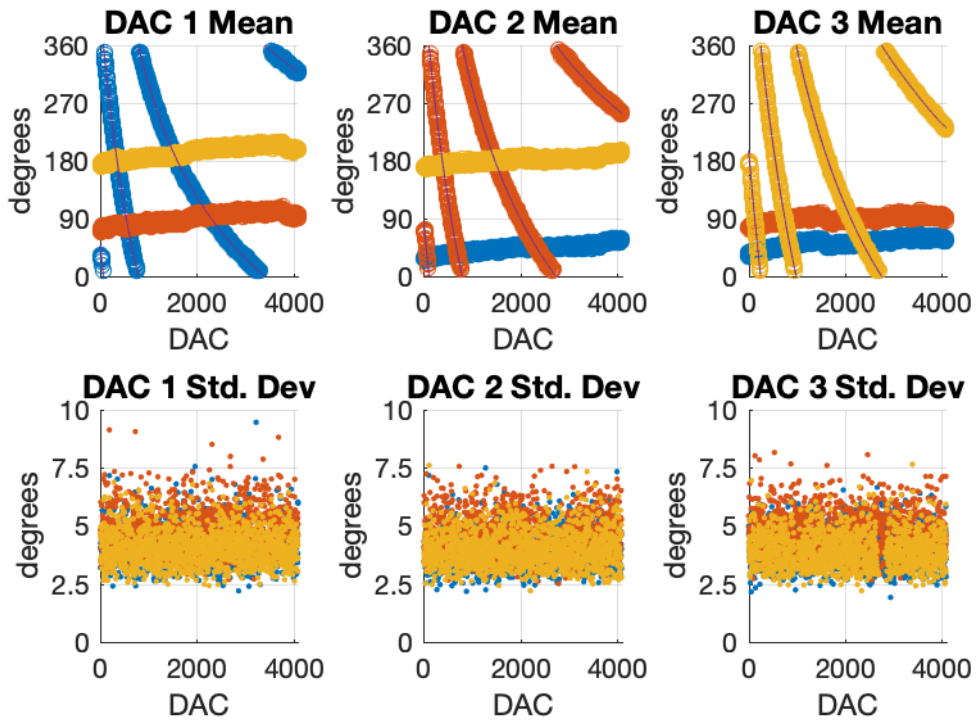 DAC 1 Mean
DAC 2 Mean
DAC 3 Mean
360
270
180
90
0
degrees
0 2000 4000
DAC
360
270
180
90
0
degrees
0 2000 4000
DAC
360
270
180
90
0
degrees
0 2000 4000
DAC
DAC 1 Std. Dev
DAC 2 Std. Dev
DAC 3 Std. Dev
10
7.5
5
2.5
0
degrees
0 2000 4000
DAC
10
7.5
5
2.5
0
degrees
0 2000 4000
DAC
10
7.5
5
2.5
0
degrees
0 2000 4000
DAC